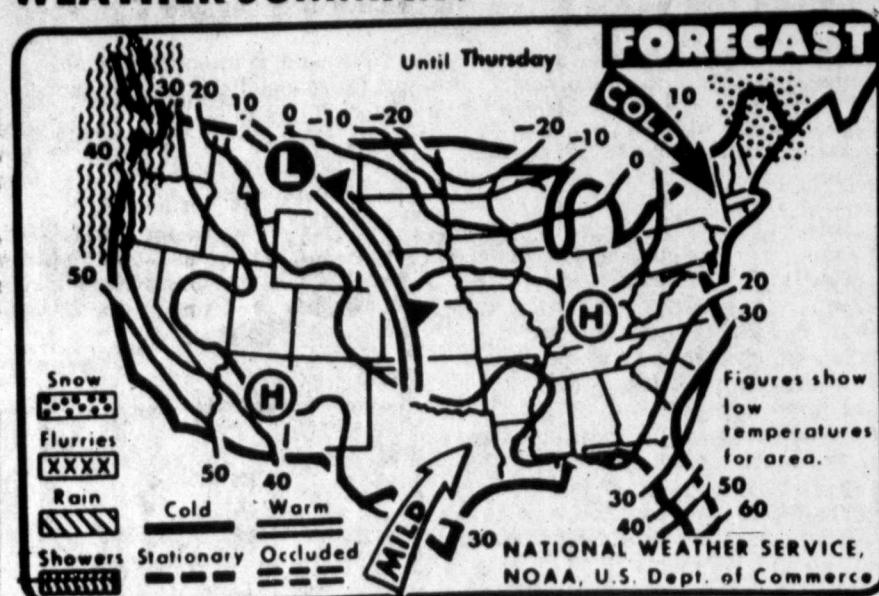 FORECAST
Until Thursday
COLD
30 20 10 0 -10 -20 -20 -10 0 10
40
L
50
20
30
H
H
Snow
Flurries
Rain
Showers
Cold
Warm
Stationary
Occluded
50
40
MILD
30
30
40
50
60
Figures show
low
temperatures
for area.
NATIONAL WEATHER SERVICE,
NOAA, U.S. Dept. of Commerce